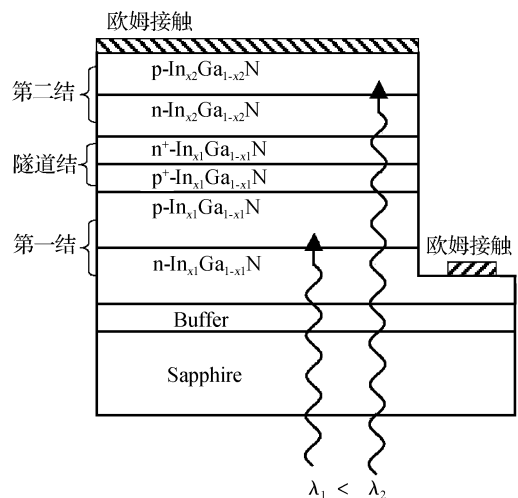 欧姆接触
p-Inₓ₂Ga₁₋ₓ₂N
第二结
n-Inₓ₂Ga₁₋ₓ₂N
n⁺-Inₓ₁Ga₁₋ₓ₁N
隧道结
p⁺-Inₓ₁Ga₁₋ₓ₁N
p-Inₓ₁Ga₁₋ₓ₁N
第一结
欧姆接触
n-Inₓ₁Ga₁₋ₓ₁N
Buffer
Sapphire
λ₁ < λ₂